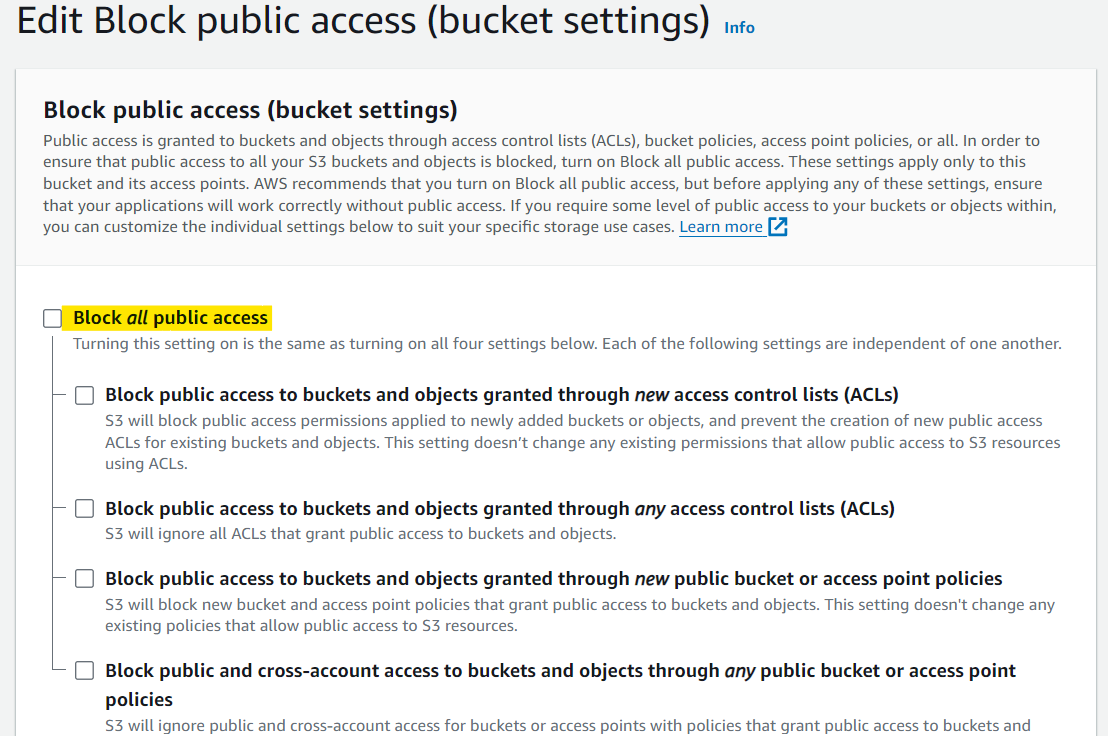 Edit Block public access (bucket settings) Info
Block public access (bucket settings)
Public access is granted to buckets and objects through access control lists (ACLs), bucket policies, access point policies, or all. In order to
ensure that public access to all your S3 buckets and objects is blocked, turn on Block all public access. These settings apply only to this
bucket and its access points. AWS recommends that you turn on Block all public access, but before applying any of these settings, ensure
that your applications will work correctly without public access. If you require some level of public access to your buckets or objects within,
you can customize the individual settings below to suit your specific storage use cases. Learn more
Block all public access
Turning this setting on is the same as turning on all four settings below. Each of the following settings are independent of one another.
Block public access to buckets and objects granted through new access control lists (ACLs)
S3 will block public access permissions applied to newly added buckets or objects, and prevent the creation of new public access
ACLs for existing buckets and objects. This setting doesn’t change any existing permissions that allow public access to S3 resources
using ACLs.
Block public access to buckets and objects granted through any access control lists (ACLs)
S3 will ignore all ACLs that grant public access to buckets and objects.
Block public access to buckets and objects granted through new public bucket or access point policies
S3 will block new bucket and access point policies that grant public access to buckets and objects. This setting doesn't change any
existing policies that allow public access to S3 resources.
Block public and cross-account access to buckets and objects through any public bucket or access point
policies
S3 will ignore public and cross-account access for buckets or access points with policies that grant public access to buckets and